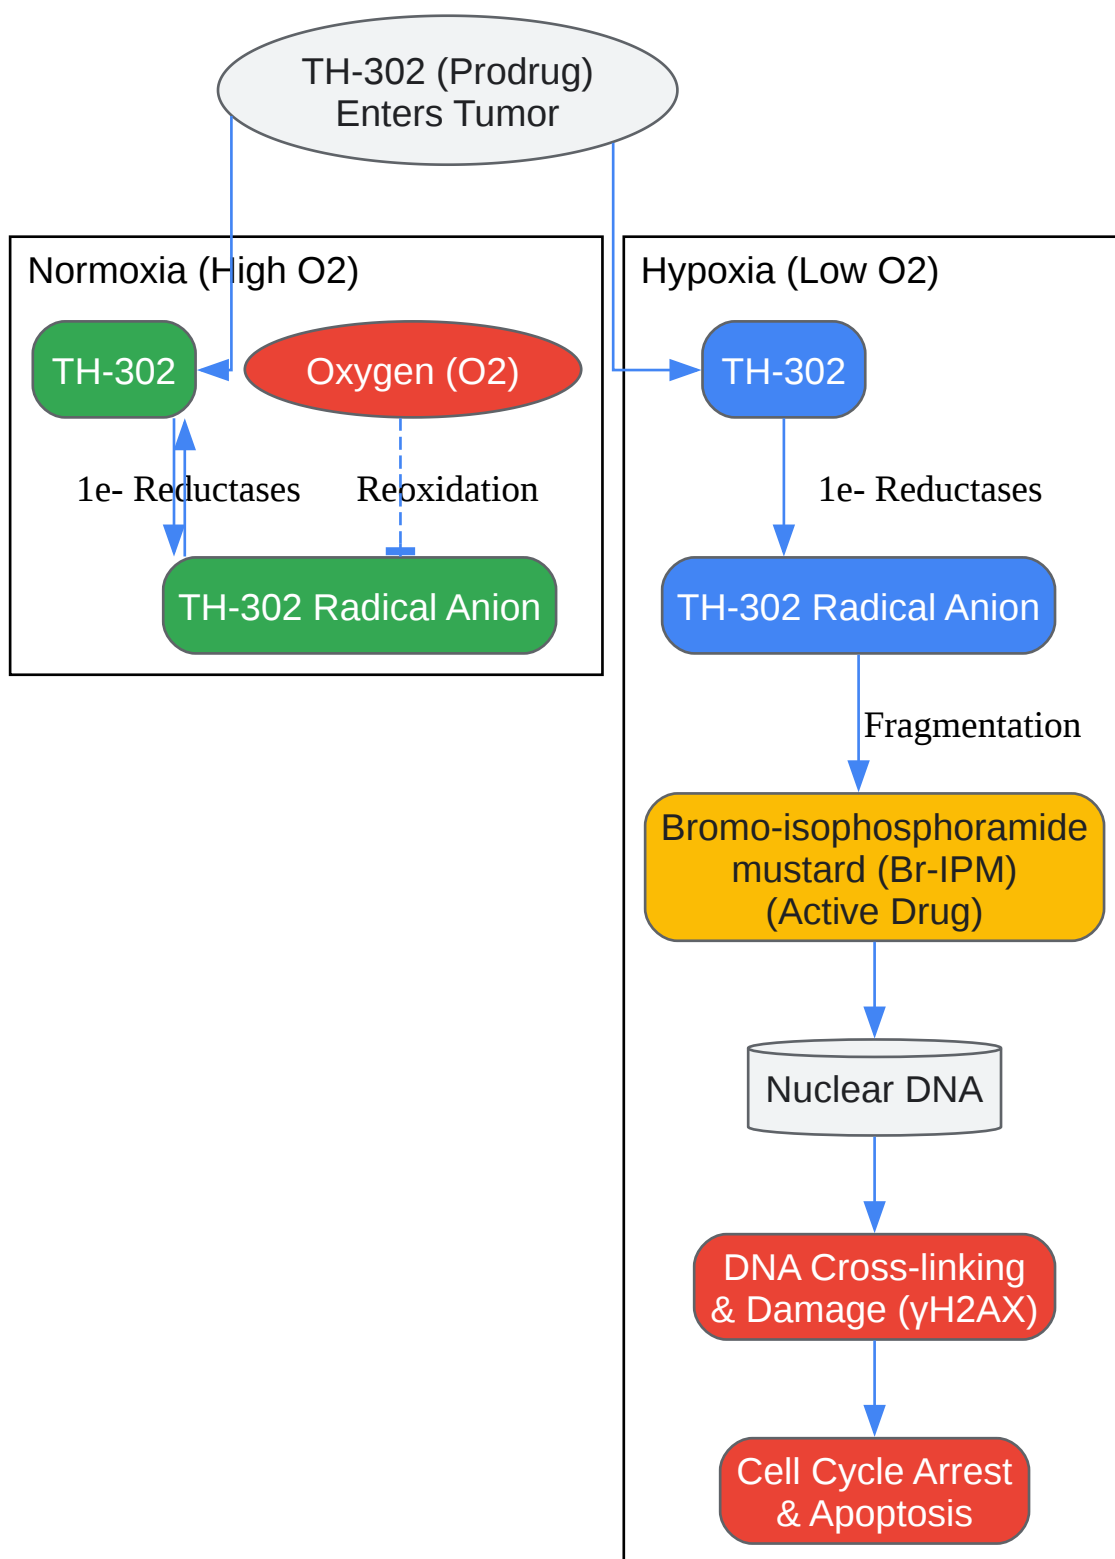 TH-302 (Prodrug)
Enters Tumor
Normoxia (High O2)
TH-302
Oxygen (O2)
1e- Reductases
Reoxidation
TH-302 Radical Anion
Hypoxia (Low O2)
TH-302
1e- Reductases
TH-302 Radical Anion
Fragmentation
Bromo-isophosphoramide
mustard (Br-IPM)
(Active Drug)
Nuclear DNA
DNA Cross-linking
& Damage (γH2AX)
Cell Cycle Arrest
& Apoptosis